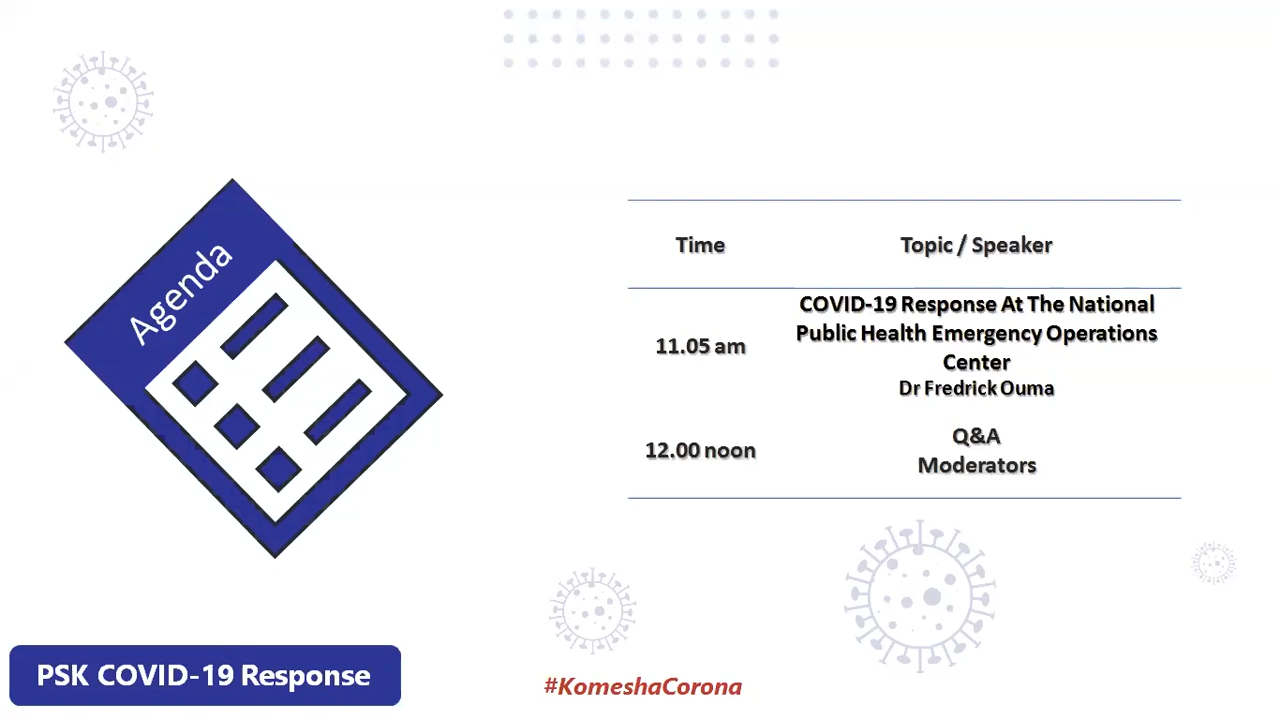 Agenda
Time
Topic / Speaker
11.05 am
COVID-19 Response At The National
Public Health Emergency Operations
Center
Dr Fredrick Ouma
12.00 noon
Q&A
Moderators
PSK COVID-19 Response
#KomeshaCorona